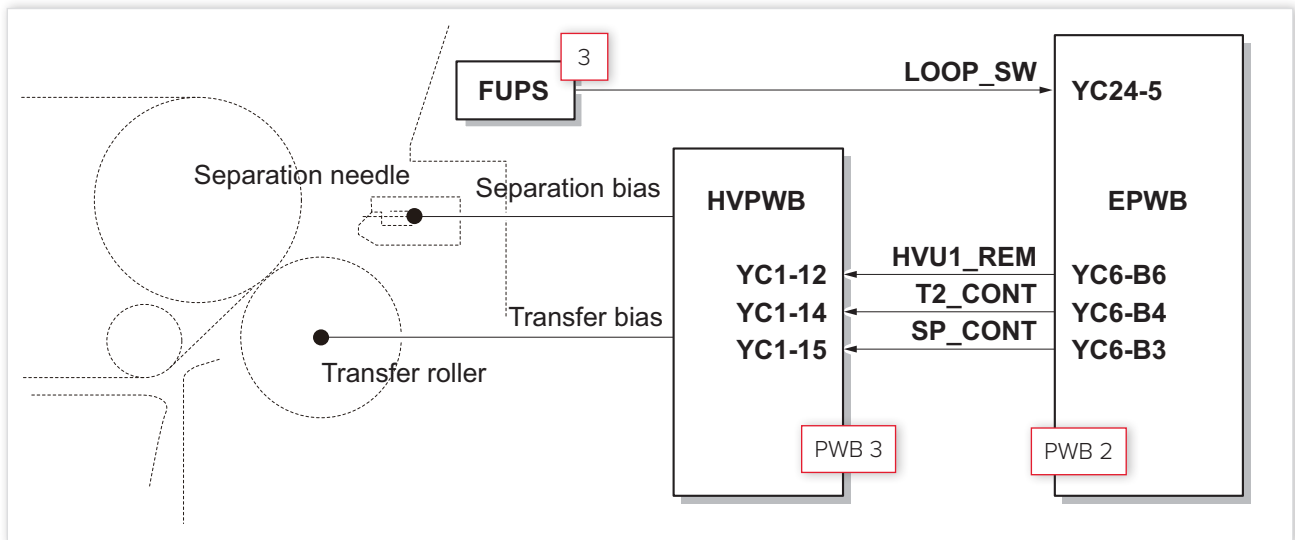 3
FUPS
LOOP_SW
YC24-5
Separation needle
Separation bias
HVPWB
EPWB
HVU1_REM
YC1-12
YC6-B6
T2_CONT
YC1-14
YC6-B4
Transfer bias
SP_CONT
YC1-15
YC6-B3
Transfer roller
PWB 3
PWB 2